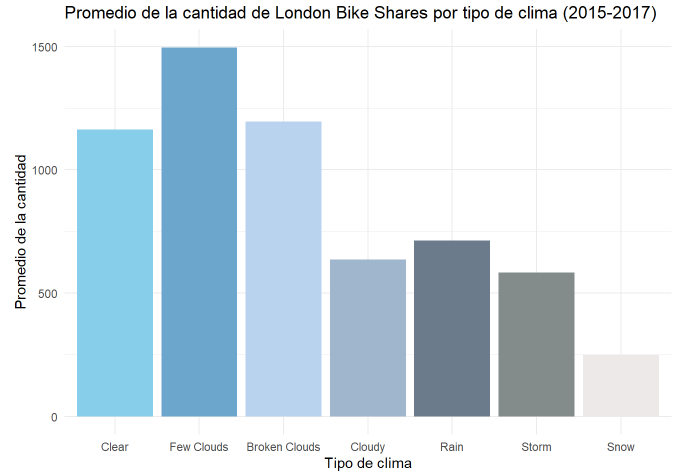 Promedio de la cantidad de London Bike Shares por tipo de clima (2015-2017)
1500
1000
500
0
Promedio de la cantidad
Clear Few Clouds Broken Clouds Cloudy Rain Storm Snow
Tipo de clima